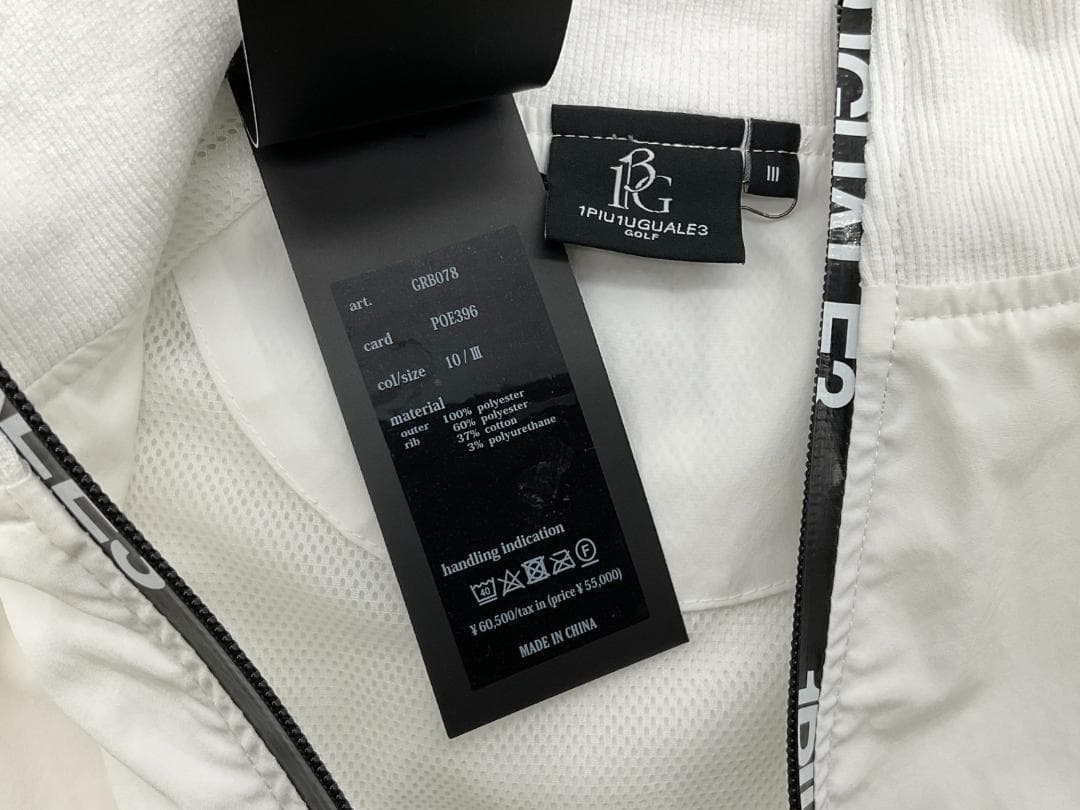 1PIU1UGUALE3
GOLF
III
art. GRB078
card POE396
col/size 10 / III
material
outer 100% polyester
rib 60% polyester
37% cotton
3% polyurethane
handling indication
40
F
¥ 60,500/tax in (price ¥ 55,000)
MADE IN CHINA